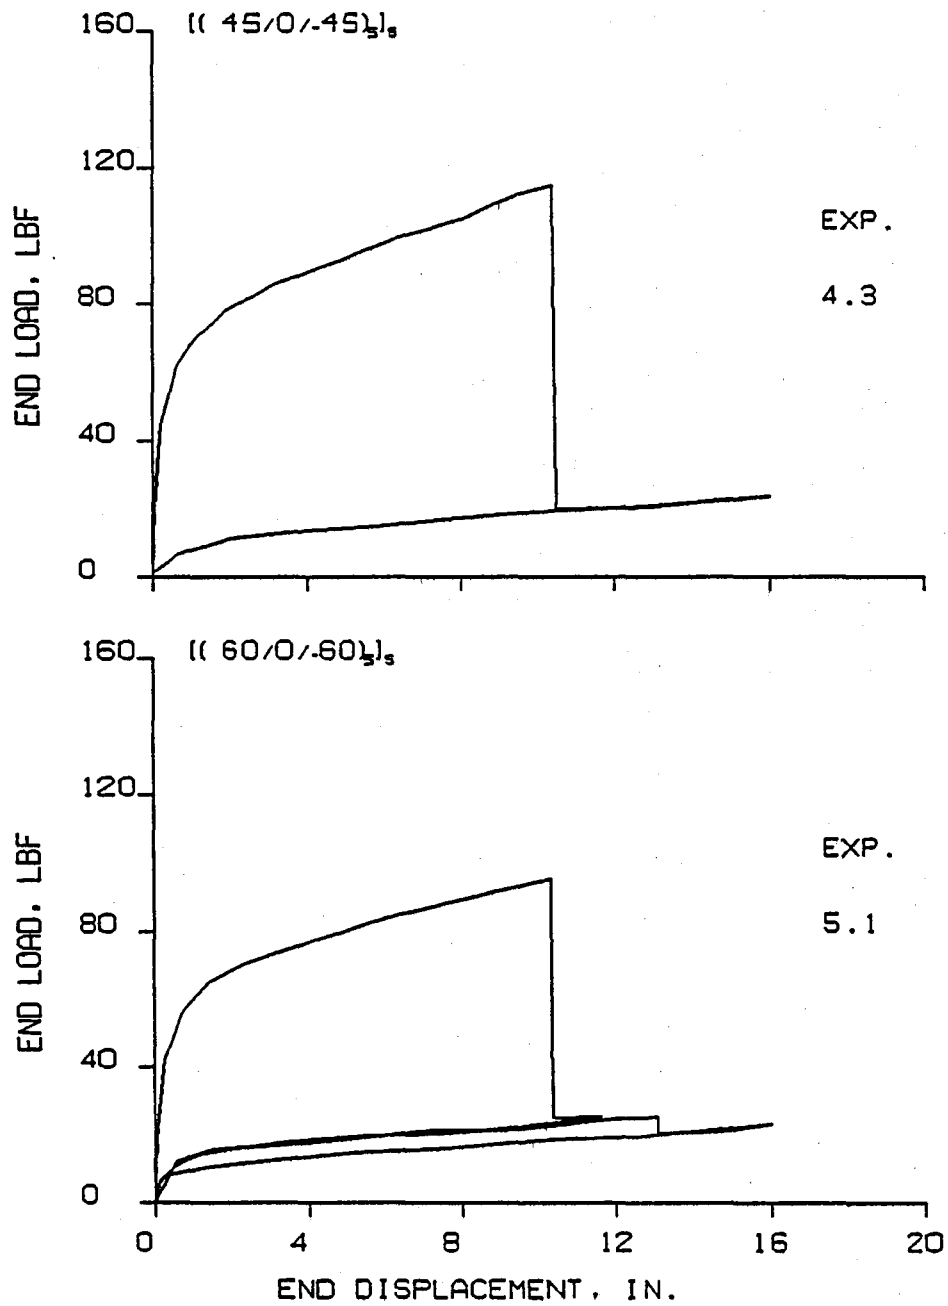 160
[( 45/0/-45)₅]ₛ
120
80
40
0
END LOAD, LBF
EXP.
4.3
160
[( 60/0/-60)₅]ₛ
120
80
40
0
END LOAD, LBF
EXP.
5.1
0 4 8 12 16 20
END DISPLACEMENT, IN.